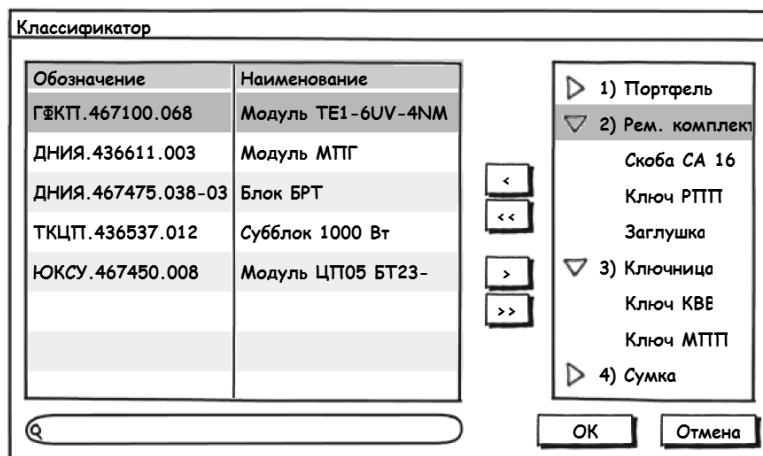 Классификатор
Обозначение Наименование
ГФКП.467100.068 Модуль TE1-6UV-4NM
ДНИЯ.436611.003 Модуль МПГ
ДНИЯ.467475.038-03 Блок БРТ
ТКЦП.436537.012 Субблок 1000 Вт
ЮКСУ.467450.008 Модуль ЦП05 БТ23-
<
<<
>
>>
1) Портфель
2) Рем. комплект
Скоба СА 16
Ключ РПП
Заглушка
3) Ключница
Ключ КВЕ
Ключ МПП
4) Сумка
ОК Отмена